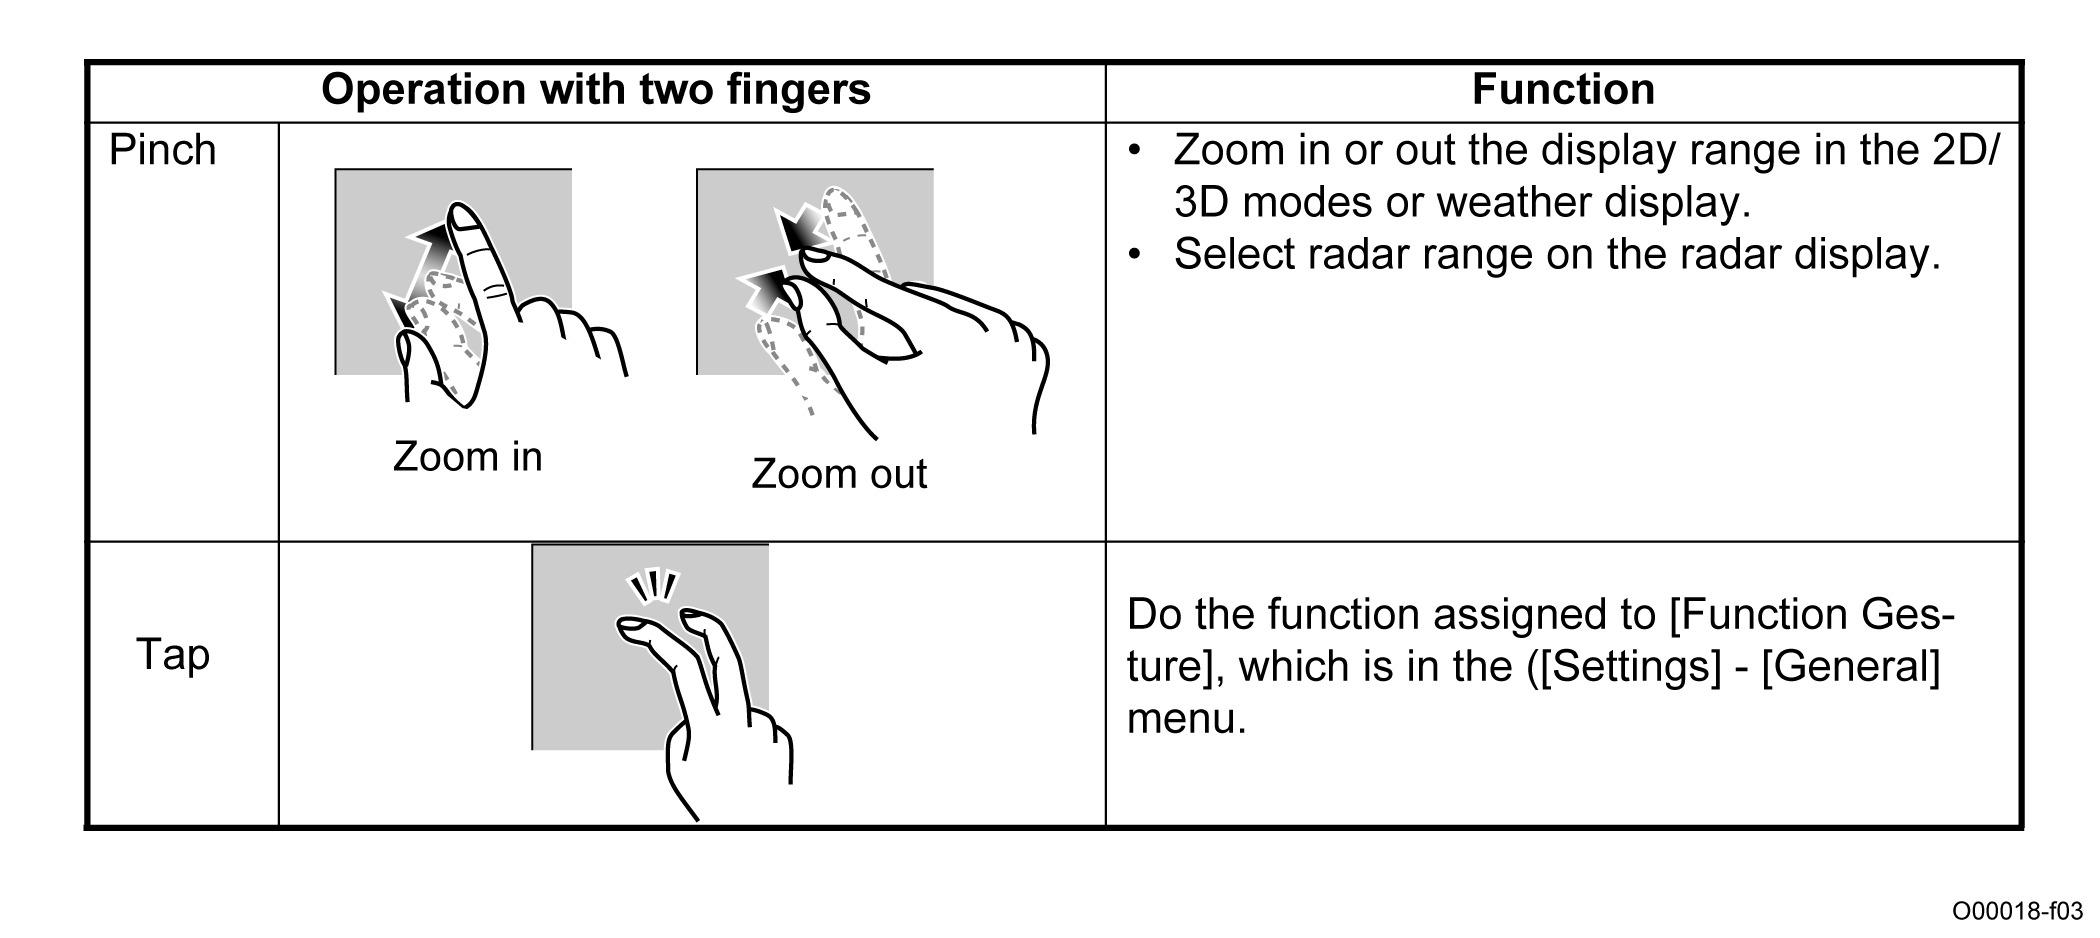 Operation with two fingers
Function
Pinch
Zoom in
Zoom out
• Zoom in or out the display range in the 2D/
3D modes or weather display.
• Select radar range on the radar display.
Tap
Do the function assigned to [Function Ges-
ture], which is in the ([Settings] - [General]
menu.
O00018-f03